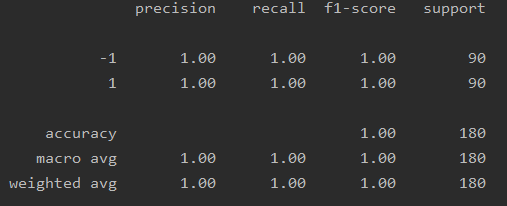 precision recall f1-score support
-1 1.00 1.00 1.00 90
1 1.00 1.00 1.00 90
accuracy 1.00 180
macro avg 1.00 1.00 1.00 180
weighted avg 1.00 1.00 1.00 180